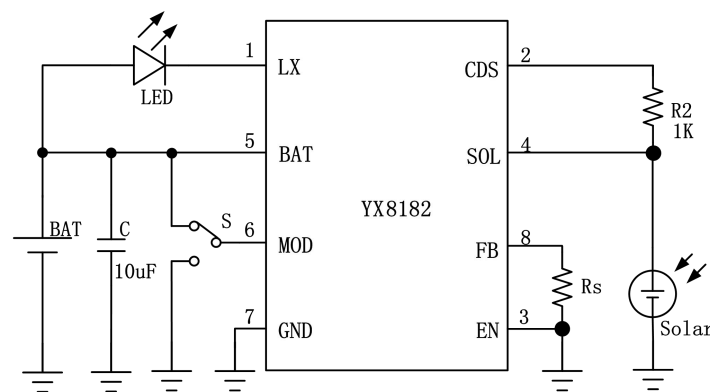 1
2
LX
CDS
LED
R2
1K
5
4
BAT
SOL
YX8182
BAT
C
S
6
8
MOD
FB
10uF
Rs
7
3
GND
EN
Solar